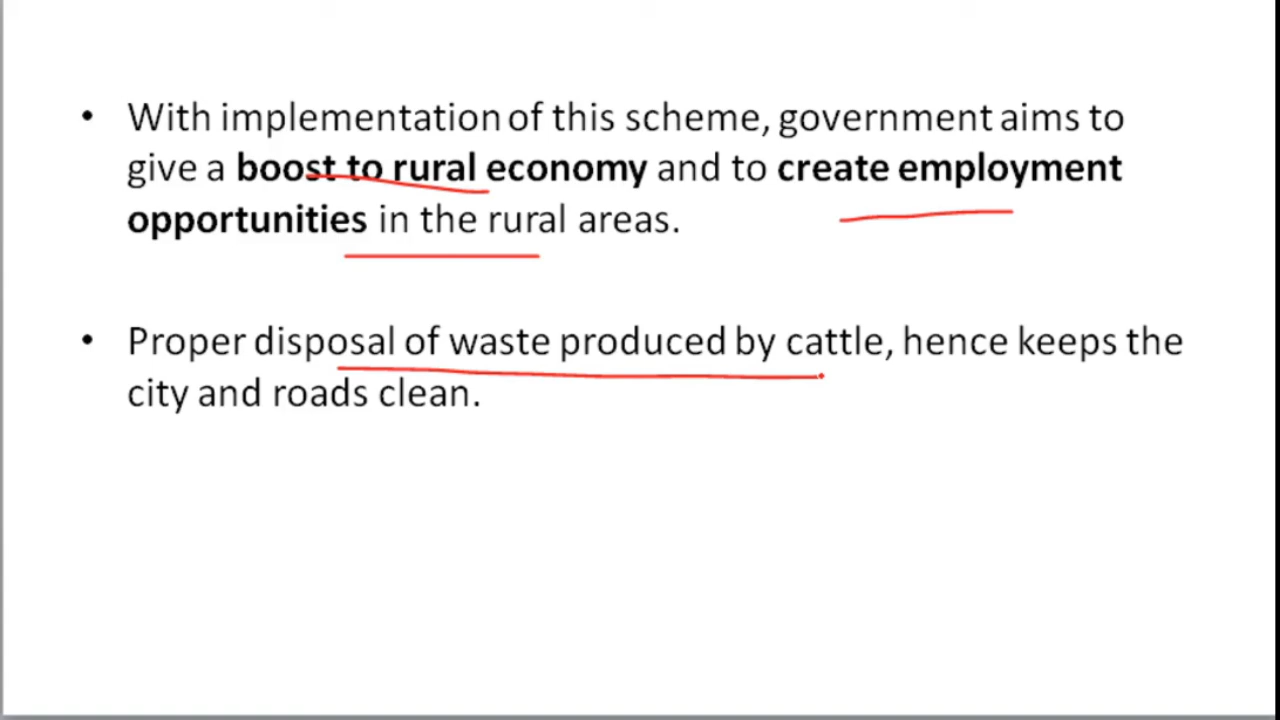 • With implementation of this scheme, government aims to
give a boost to rural economy and to create employment
opportunities in the rural areas.
• Proper disposal of waste produced by cattle, hence keeps the
city and roads clean.